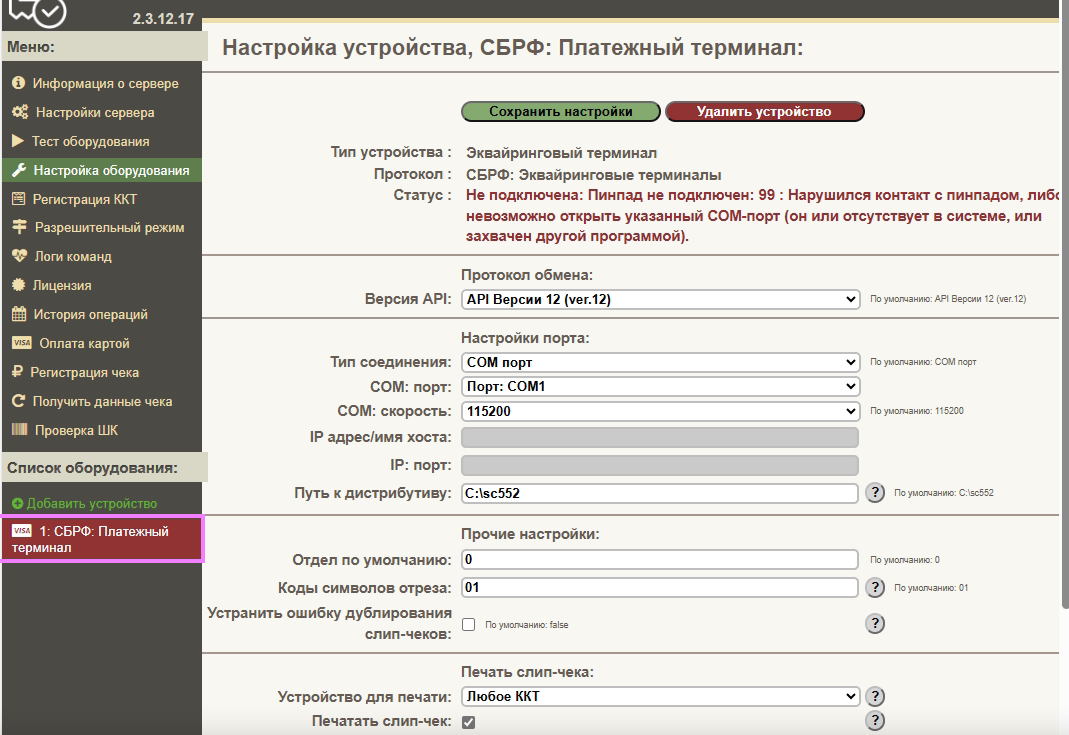 2.3.12.17
Меню:
Информация о сервере
Настройки сервера
Тест оборудования
Настройка оборудования
Регистрация ККТ
Разрешительный режим
Логи команд
Лицензия
История операций
VISA Оплата картой
Регистрация чека
Получить данные чека
Проверка ШК
Список оборудования:
Добавить устройство
VISA 1: СБРФ: Платежный
терминал
Настройка устройства, СБРФ: Платежный терминал:
Сохранить настройки Удалить устройство
Тип устройства : Эквайринговый терминал
Протокол : СБРФ: Эквайринговые терминалы
Статус : Не подключена: Пинпад не подключен: 99 : Нарушился контакт с пинпадом, либо
невозможно открыть указанный COM-порт (он или отсутствует в системе, или
захвачен другой программой).
Протокол обмена:
Версия API: API Версии 12 (ver.12) По умолчанию: API Версии 12 (ver.12)
Настройки порта:
Тип соединения: COM порт По умолчанию: COM порт
COM: порт: Порт: COM1
COM: скорость: 115200 По умолчанию: 115200
IP адрес/имя хоста:
IP: порт:
Путь к дистрибутиву: C:\sc552 ? По умолчанию: C:\sc552
Прочие настройки:
Отдел по умолчанию: 0 По умолчанию: 0
Коды символов отреза: 01 ? По умолчанию: 01
Устранить ошибку дублирования
слип-чеков: По умолчанию: false ?
Печать слип-чека:
Устройство для печати: Любое ККТ ?
Печатать слип-чек: ?